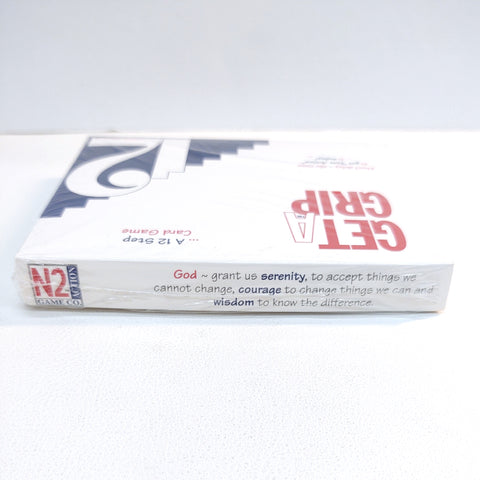 GET
A
GRIP
... A 12 Step
Card Game
12
N2
ACTION
GAME CO.
God ~ grant us serenity, to accept things we
cannot change, courage to change things we can and
wisdom to know the difference.